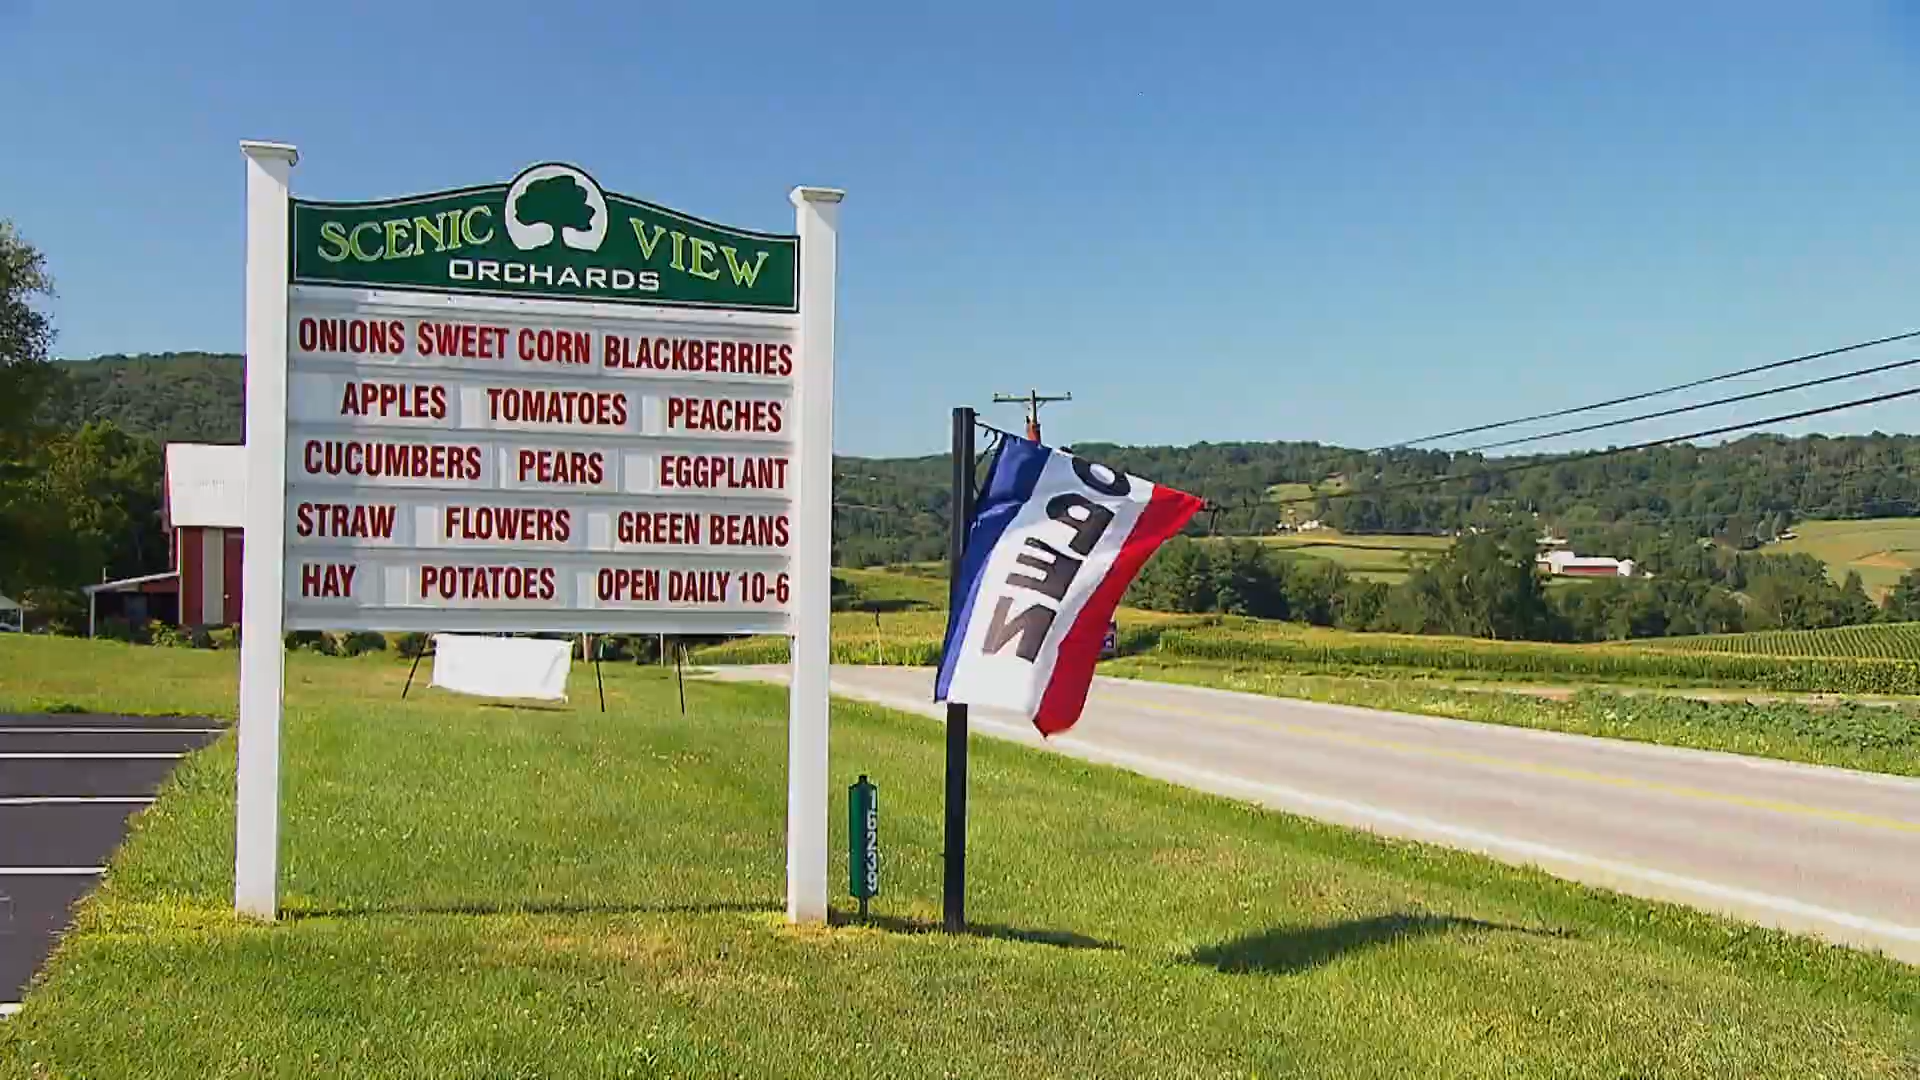 SCENIC VIEW
ORCHARDS
ONIONS SWEET CORN BLACKBERRIES
APPLES TOMATOES PEACHES
CUCUMBERS PEARS EGGPLANT
STRAW FLOWERS GREEN BEANS
HAY POTATOES OPEN DAILY 10-6
OPEN
16239